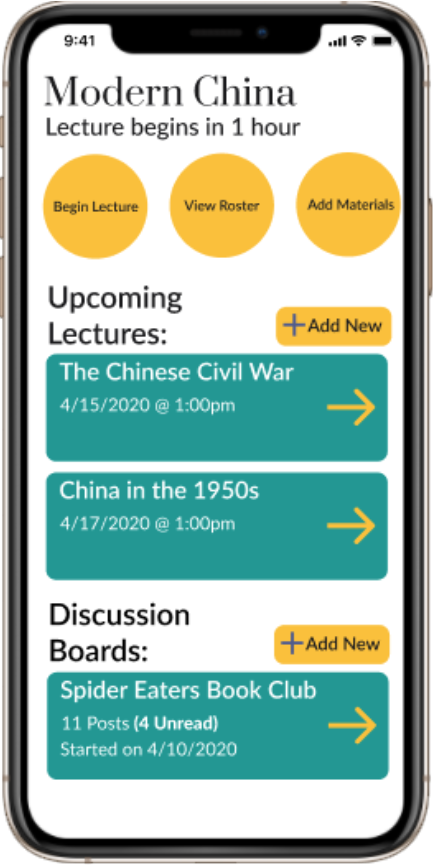 9:41
Modern China
Lecture begins in 1 hour
Begin Lecture
View Roster
Add Materials
Upcoming
Lectures:
+Add New
The Chinese Civil War
4/15/2020 @ 1:00pm
China in the 1950s
4/17/2020 @ 1:00pm
Discussion
Boards:
+Add New
Spider Eaters Book Club
11 Posts (4 Unread)
Started on 4/10/2020